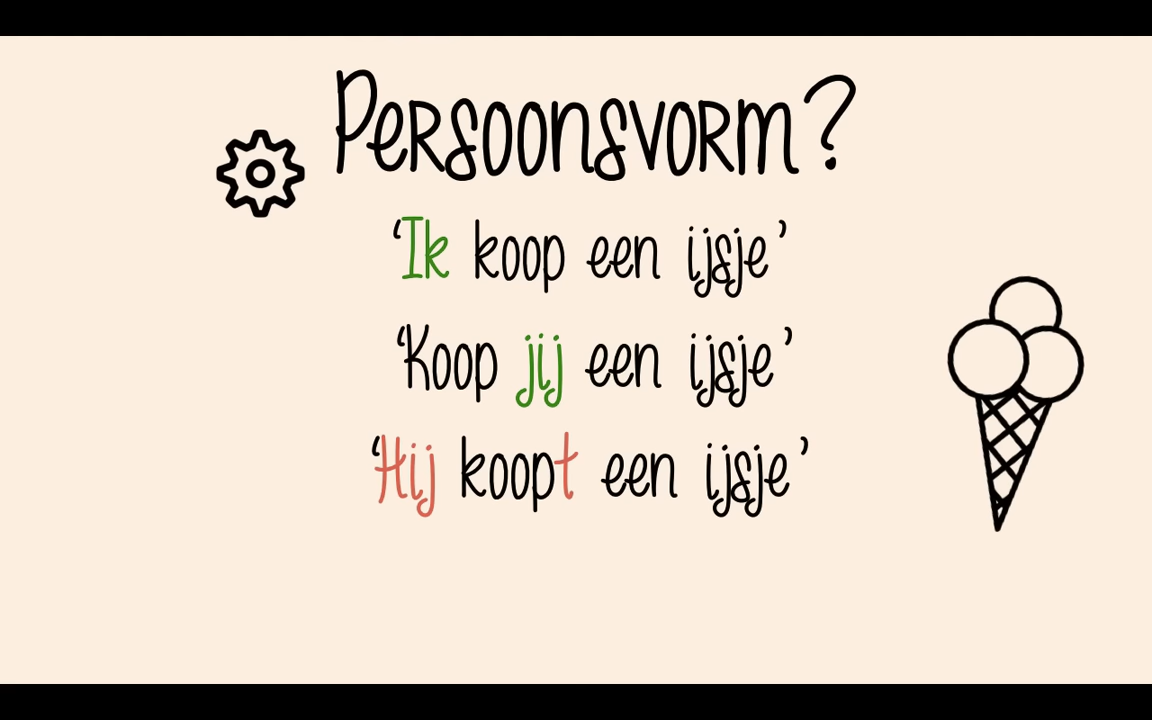 Persoonsvorm?
‘Ik koop een ijsje’
‘Koop jij een ijsje’
‘Hij koopt een ijsje’